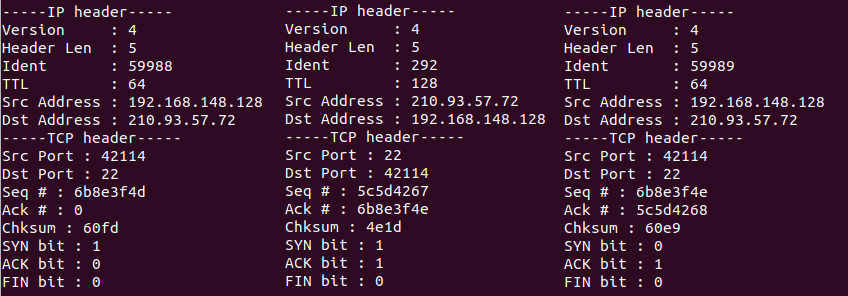 -----IP header-----
Version     : 4
Header Len  : 5
Ident       : 59988
TTL         : 64
Src Address : 192.168.148.128
Dst Address : 210.93.57.72
-----TCP header-----
Src Port : 42114
Dst Port : 22
Seq # : 6b8e3f4d
Ack # : 0
Chksum : 60fd
SYN bit : 1
ACK bit : 0
FIN bit : 0
-----IP header-----
Version     : 4
Header Len  : 5
Ident       : 292
TTL         : 128
Src Address : 210.93.57.72
Dst Address : 192.168.148.128
-----TCP header-----
Src Port : 22
Dst Port : 42114
Seq # : 5c5d4267
Ack # : 6b8e3f4e
Chksum : 4e1d
SYN bit : 1
ACK bit : 1
FIN bit : 0
-----IP header-----
Version     : 4
Header Len  : 5
Ident       : 59989
TTL         : 64
Src Address : 192.168.148.128
Dst Address : 210.93.57.72
-----TCP header-----
Src Port : 42114
Dst Port : 22
Seq # : 6b8e3f4e
Ack # : 5c5d4268
Chksum : 60e9
SYN bit : 0
ACK bit : 1
FIN bit : 0